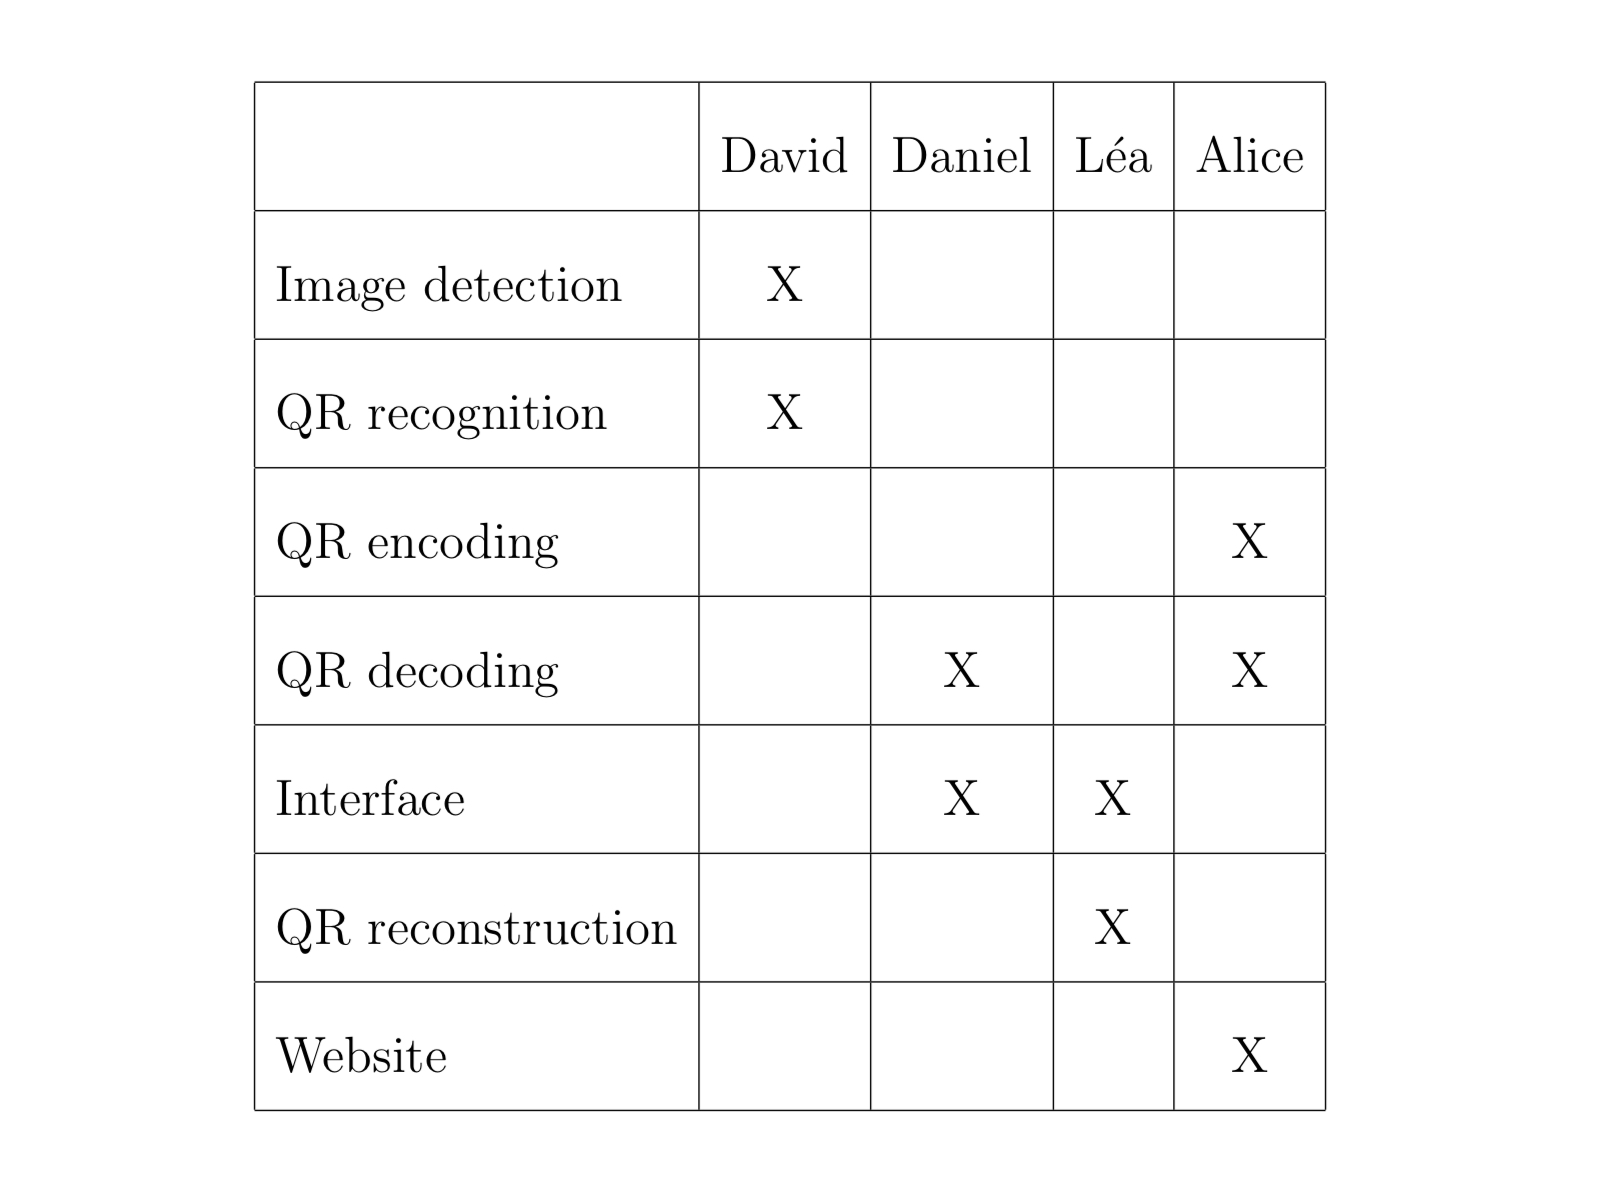 David Daniel Léa Alice
Image detection X
QR recognition X
QR encoding X
QR decoding X X
Interface X X
QR reconstruction X
Website X